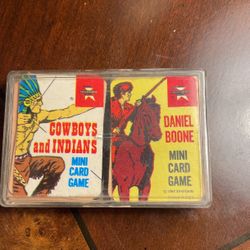 COWBOYS
and INDIANS
MINI
CARD
GAME
DANIEL
BOONE
MINI
CARD
GAME